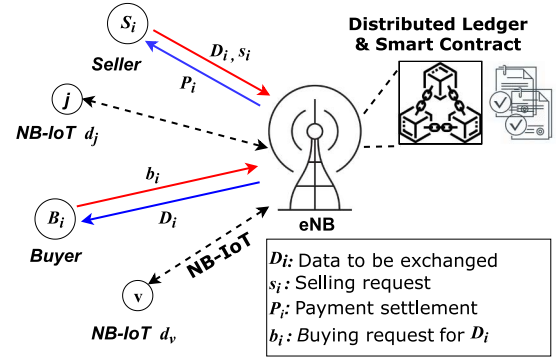 S_i
Seller
D_i, s_i
P_i
Distributed Ledger
& Smart Contract
j
NB-IoT d_j
b_i
B_i
D_i
Buyer
eNB
NB-IoT
v
NB-IoT d_v
D_i: Data to be exchanged
s_i: Selling request
P_i: Payment settlement
b_i: Buying request for D_i